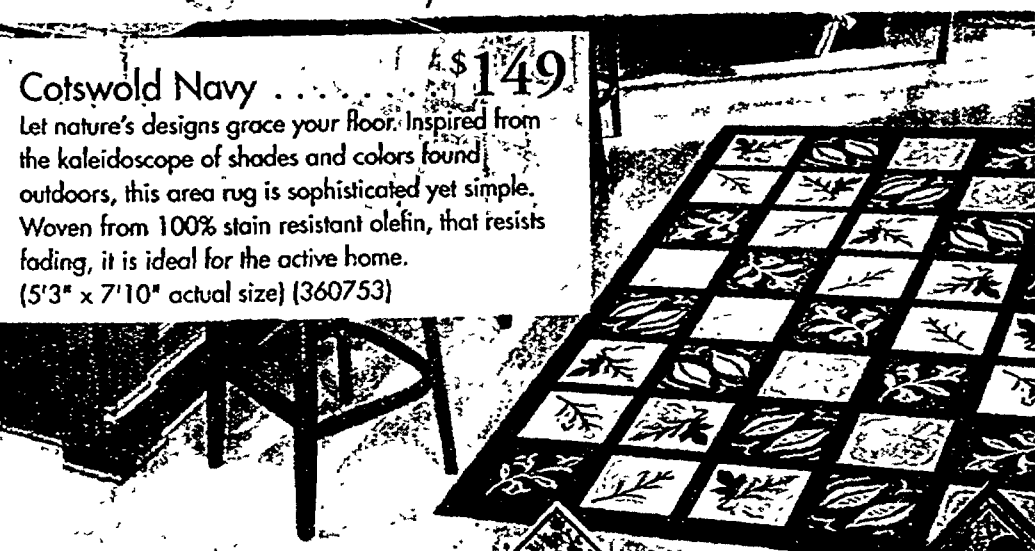 Cotswold Navy . . . . . . . . . $149
Let nature's designs grace your floor. Inspired from
the kaleidoscope of shades and colors found
outdoors, this area rug is sophisticated yet simple.
Woven from 100% stain resistant olefin, that resists
fading, it is ideal for the active home.
(5'3" x 7'10" actual size) (360753)